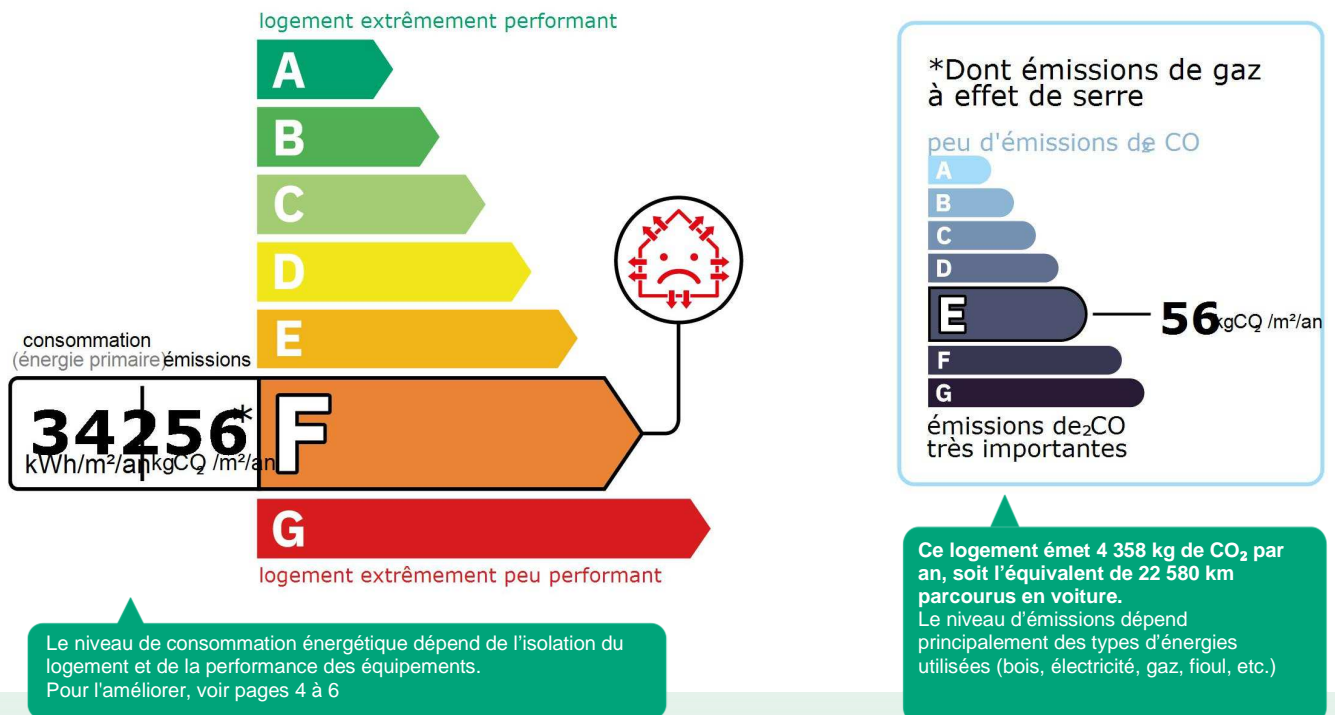 logement extrêmement performant
A
B
C
D
E
consommation
(énergie primaire) émissions
342 56*
kWh/m²/an kgCO₂ /m²/an
F
G
logement extrêmement peu performant
Le niveau de consommation énergétique dépend de l'isolation du
logement et de la performance des équipements.
Pour l'améliorer, voir pages 4 à 6
*Dont émissions de gaz
à effet de serre
peu d'émissions de CO₂
A
B
C
D
E
56 kgCO₂ /m²/an
F
G
émissions de CO₂
très importantes
Ce logement émet 4 358 kg de CO₂ par
an, soit l'équivalent de 22 580 km
parcourus en voiture.
Le niveau d'émissions dépend
principalement des types d'énergies
utilisées (bois, électricité, gaz, fioul, etc.)